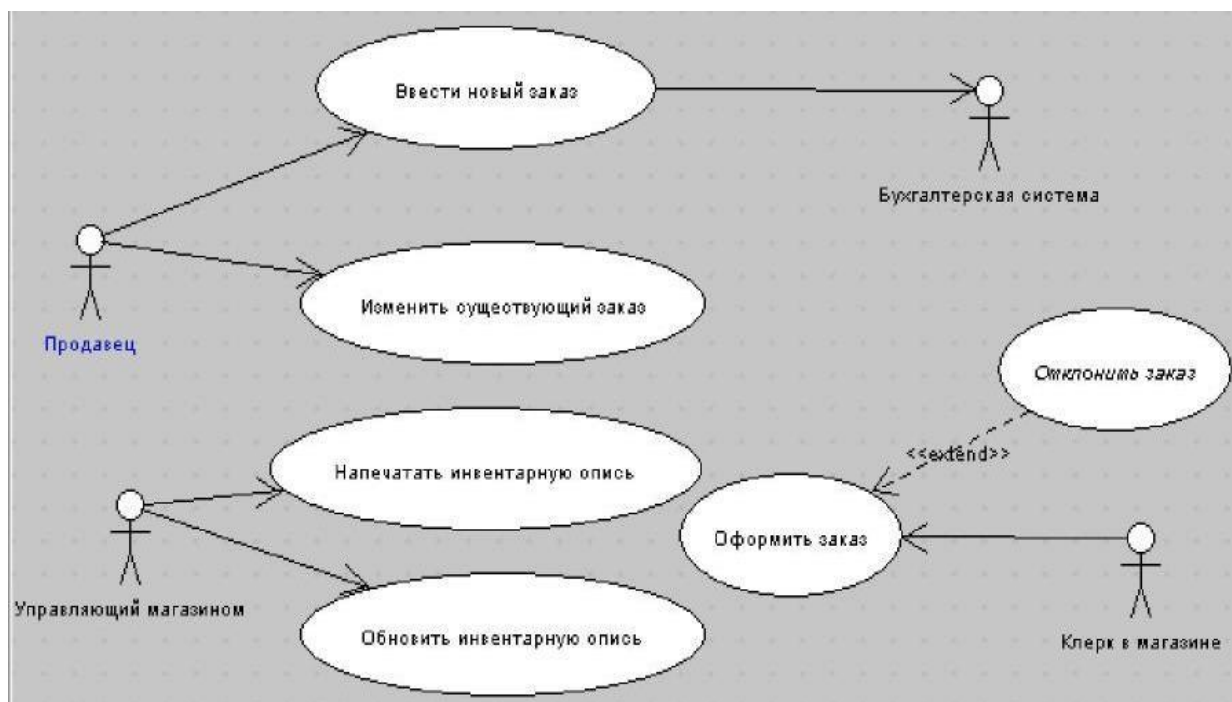 Ввести новый заказ
Бухгалтерская система
Изменить существующий заказ
Продавец
Отклонить заказ
<<extend>>
Напечатать инвентарную опись
Оформить заказ
Управляющий магазином
Обновить инвентарную опись
Клерк в магазине